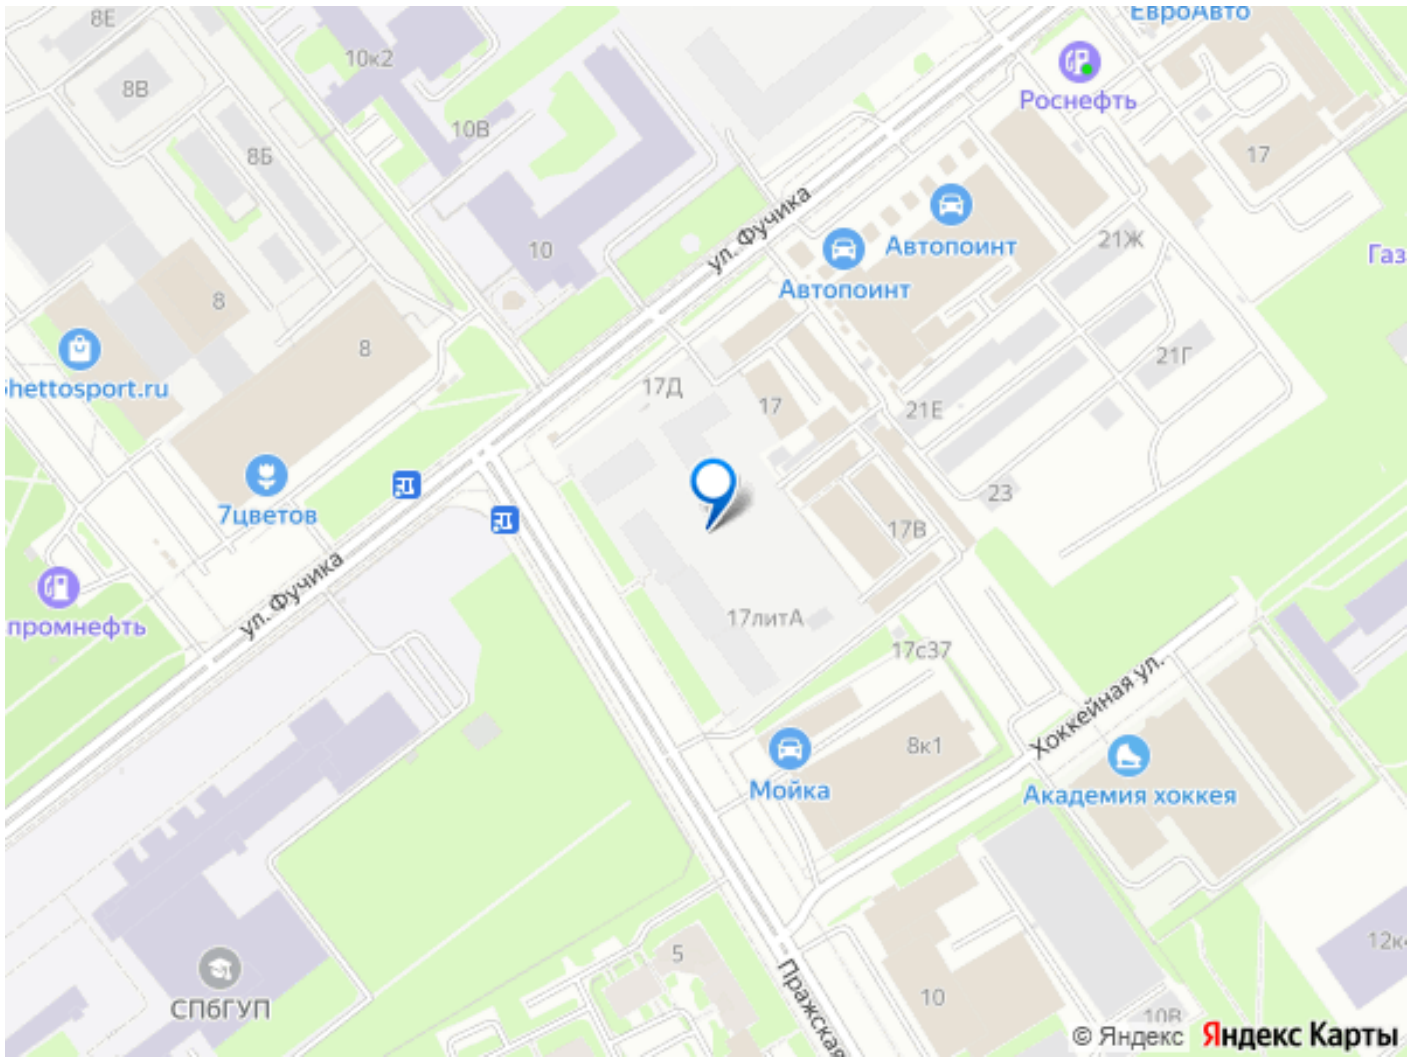 8Е
ЕвроАвто
10к2
8В
Роснефть
10В
8Б
17
ул. Фучика
21Ж
Автопоинт
10
Газ
Автопоинт
8
8
21Г
hettosport.ru
17Д
17
21Е
23
7цветов
17В
ул. Фучика
промнефть
17литА
17с37
Хоккейная ул.
8к1
Мойка
Академия хоккея
12к
5
СПбГУП
Пражская
10
10В
© Яндекс Яндекс Карты